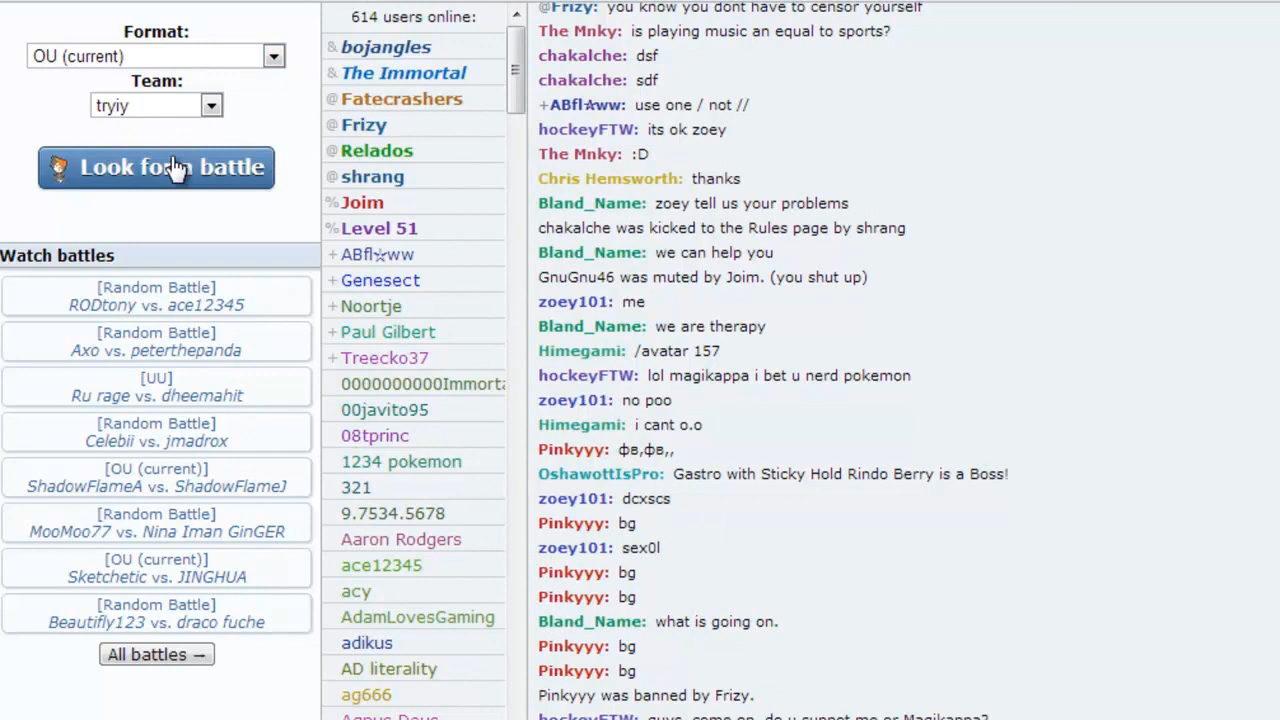 Format:
OU (current)
Team:
tryiy
Look for a battle
Watch battles
[Random Battle]
RODtony vs. ace12345
[Random Battle]
Axo vs. peterthepanda
[UU]
Ru rage vs. dheemahit
[Random Battle]
Celebii vs. jmadrox
[OU (current)]
ShadowFlameA vs. ShadowFlameJ
[Random Battle]
MooMoo77 vs. Nina Iman GinGER
[OU (current)]
Sketchetic vs. JINGHUA
[Random Battle]
Beautifly123 vs. draco fuche
All battles →
614 users online:
& bojangles
& The Immortal
@ Fatecrashers
@ Frizy
@ Relados
@ shrang
% Joim
% Level 51
+ ABfl☆ww
+ Genesect
+ Noortje
+ Paul Gilbert
+ Treecko37
0000000000Immorta
00javito95
08tprinc
1234 pokemon
321
9.7534.5678
Aaron Rodgers
ace12345
acy
AdamLovesGaming
adikus
AD literality
ag666
Agnus Deus
@Frizy: you know you dont have to censor yourself
The Mnky: is playing music an equal to sports?
chakalche: dsf
chakalche: sdf
+ABfl☆ww: use one / not //
hockeyFTW: its ok zoey
The Mnky: :D
Chris Hemsworth: thanks
Bland_Name: zoey tell us your problems
chakalche was kicked to the Rules page by shrang
Bland_Name: we can help you
GnuGnu46 was muted by Joim. (you shut up)
zoey101: me
Bland_Name: we are therapy
Himegami: /avatar 157
hockeyFTW: lol magikappa i bet u nerd pokemon
zoey101: no poo
Himegami: i cant o.o
Pinkyyy: фв,фв,,
OshawottIsPro: Gastro with Sticky Hold Rindo Berry is a Boss!
zoey101: dcxscs
Pinkyyy: bg
zoey101: sex0l
Pinkyyy: bg
Pinkyyy: bg
Bland_Name: what is going on.
Pinkyyy: bg
Pinkyyy: bg
Pinkyyy was banned by Frizy.
hockeyFTW: guys, come on, do u suppet me or Magikappa?